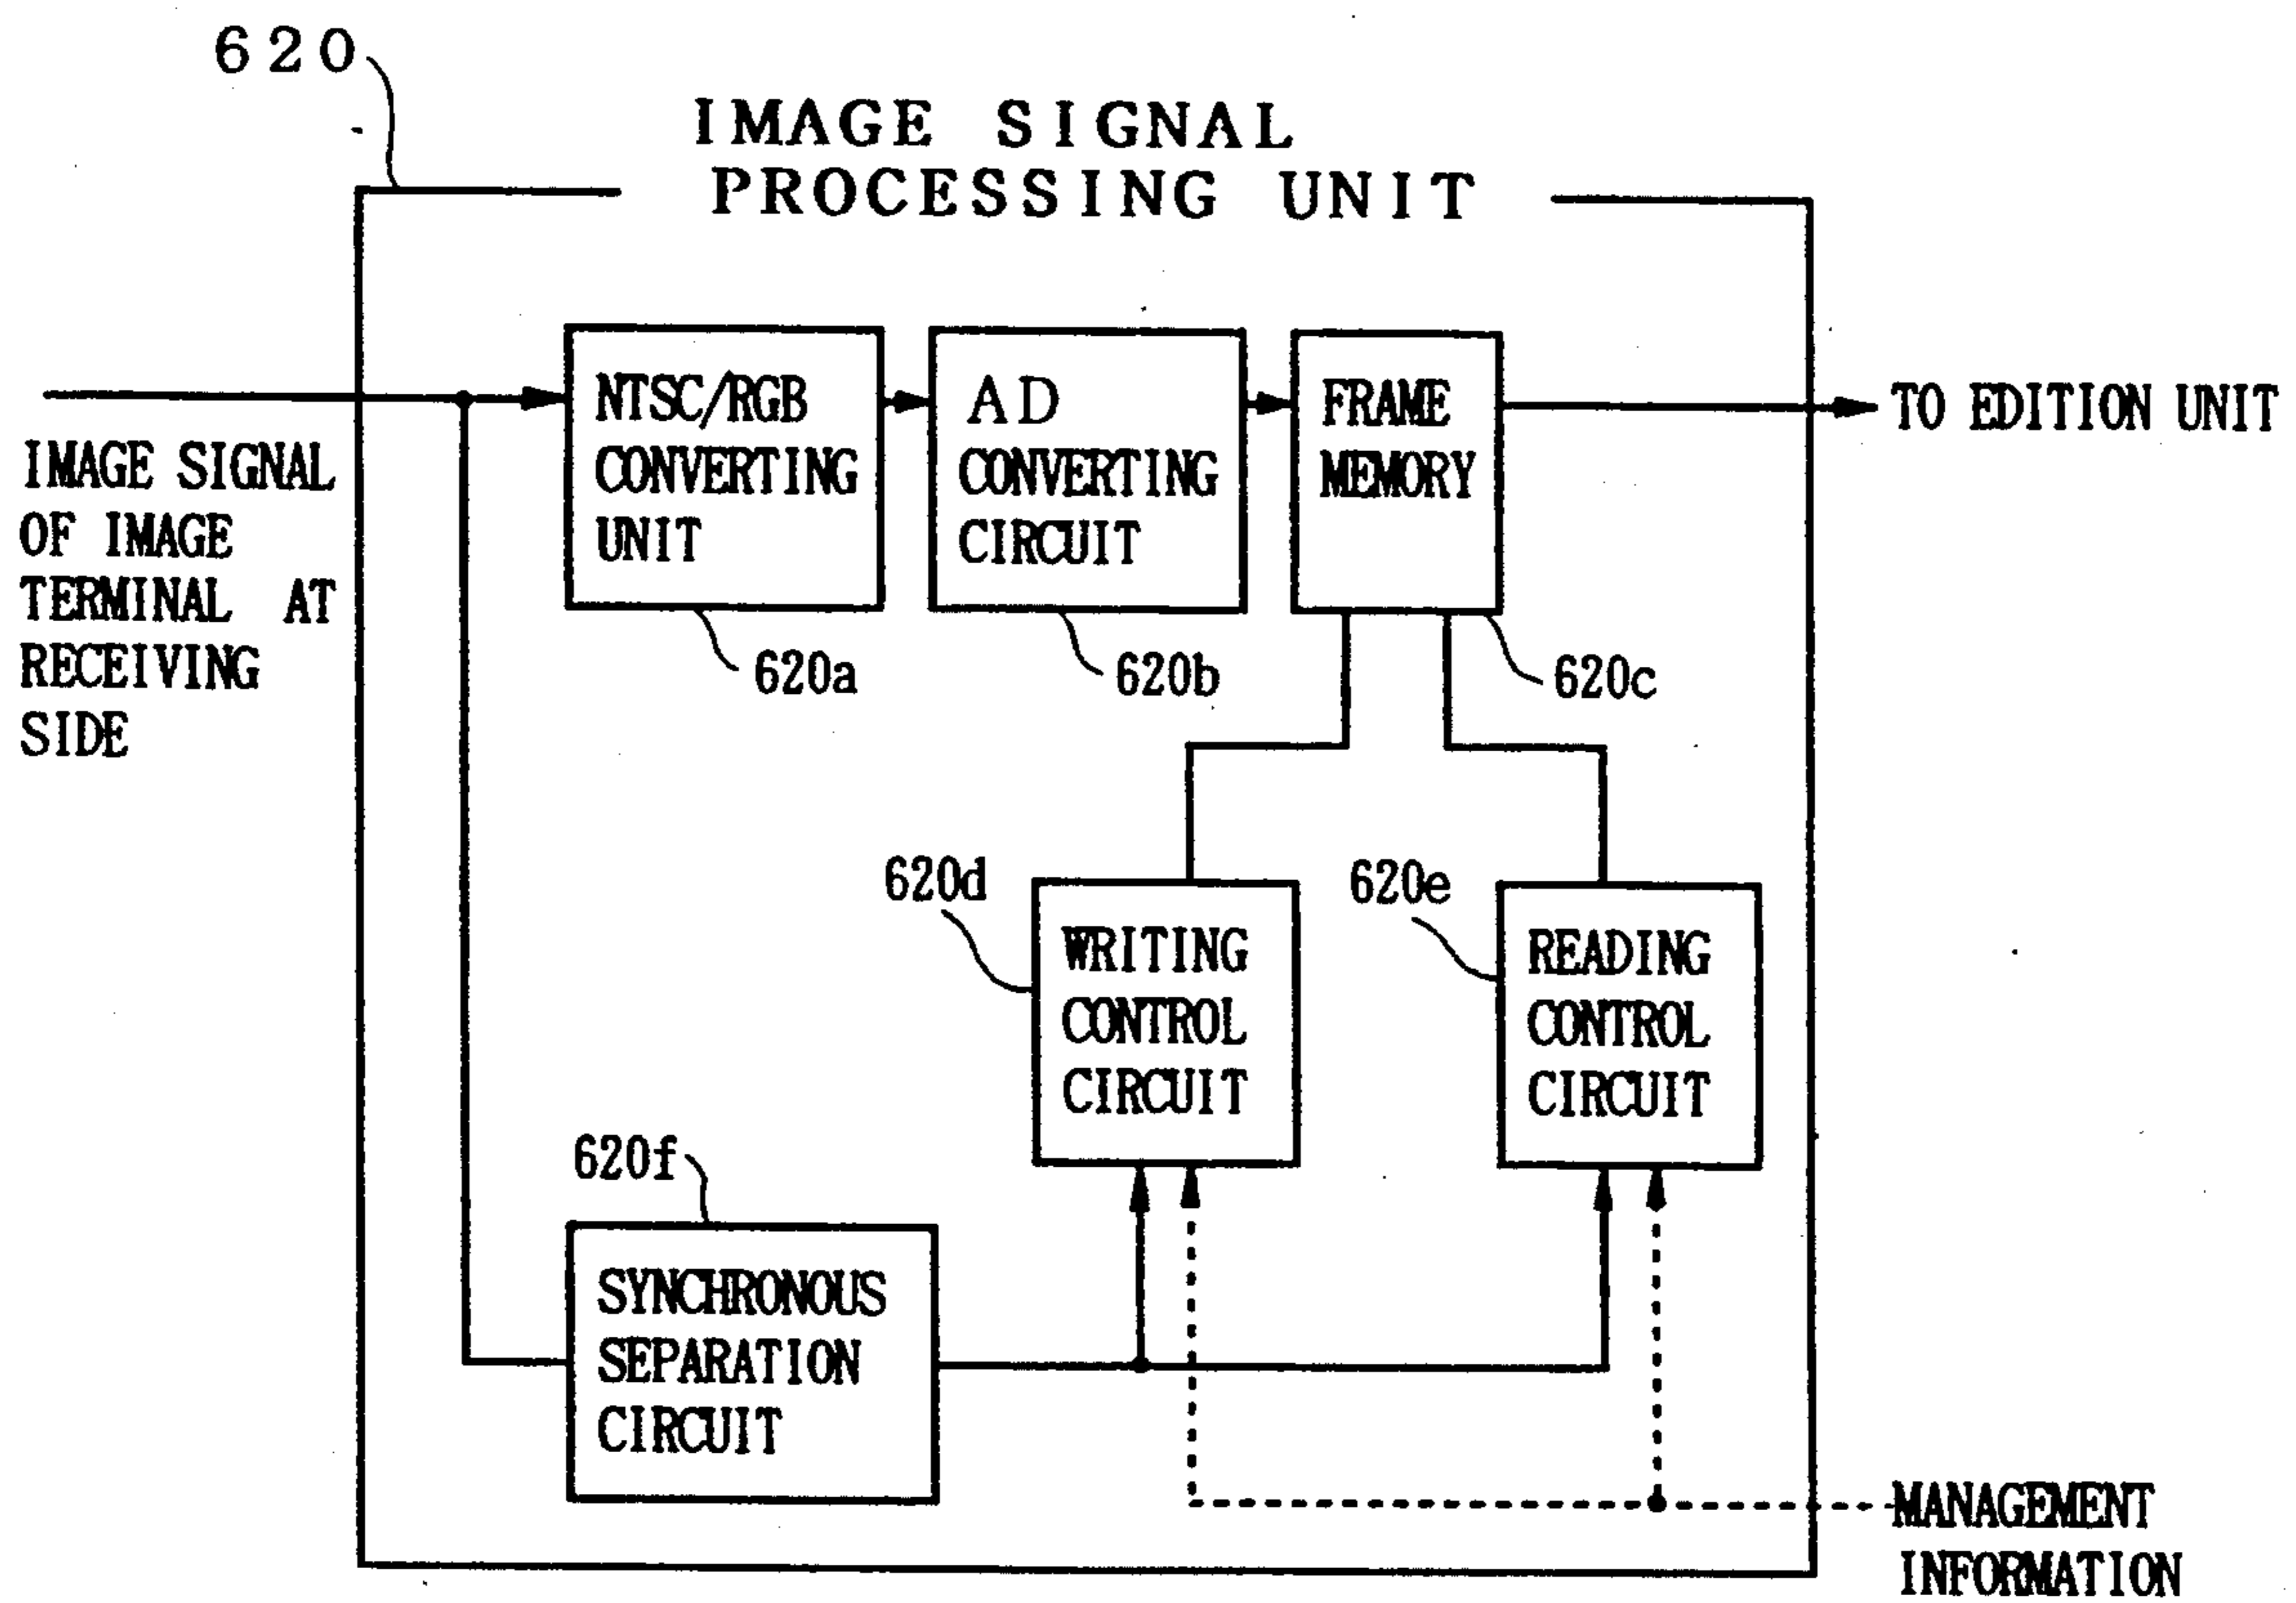 620
IMAGE SIGNAL
PROCESSING UNIT
NTSC/RGB
CONVERTING
UNIT
AD
CONVERTING
CIRCUIT
FRAME
MEMORY
TO EDITION UNIT
IMAGE SIGNAL
OF IMAGE
TERMINAL AT
RECEIVING
SIDE
620a
620b
620c
620d
620e
WRITING
CONTROL
CIRCUIT
READING
CONTROL
CIRCUIT
620f
SYNCHRONOUS
SEPARATION
CIRCUIT
MANAGEMENT
INFORMATION